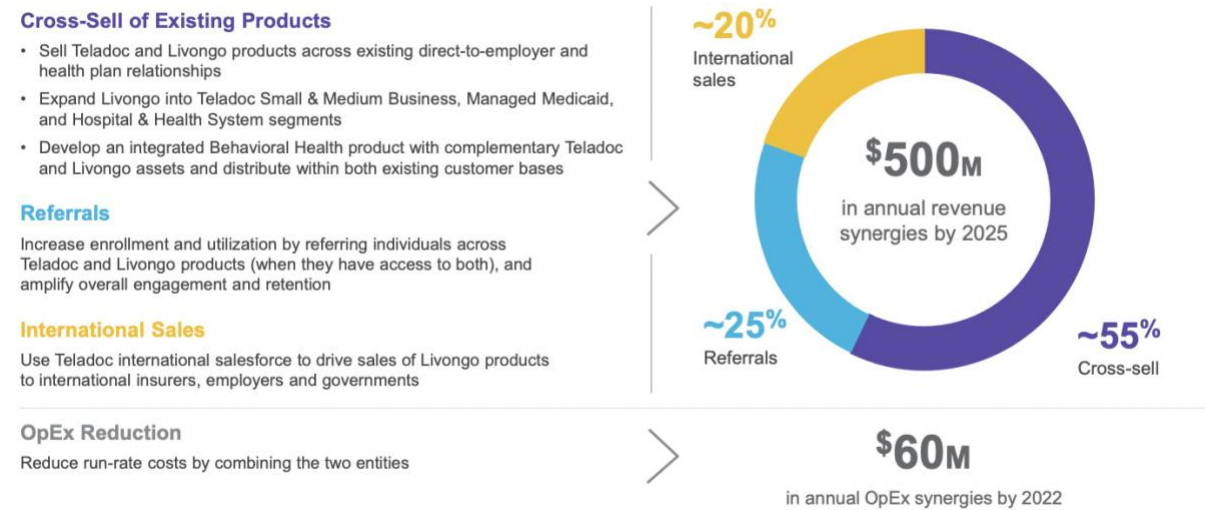 Cross-Sell of Existing Products
• Sell Teladoc and Livongo products across existing direct-to-employer and
health plan relationships
• Expand Livongo into Teladoc Small & Medium Business, Managed Medicaid,
and Hospital & Health System segments
• Develop an integrated Behavioral Health product with complementary Teladoc
and Livongo assets and distribute within both existing customer bases
Referrals
Increase enrollment and utilization by referring individuals across
Teladoc and Livongo products (when they have access to both), and
amplify overall engagement and retention
International Sales
Use Teladoc international salesforce to drive sales of Livongo products
to international insurers, employers and governments
~20%
International
sales
$500M
in annual revenue
synergies by 2025
~25%
Referrals
~55%
Cross-sell
OpEx Reduction
Reduce run-rate costs by combining the two entities
$60M
in annual OpEx synergies by 2022